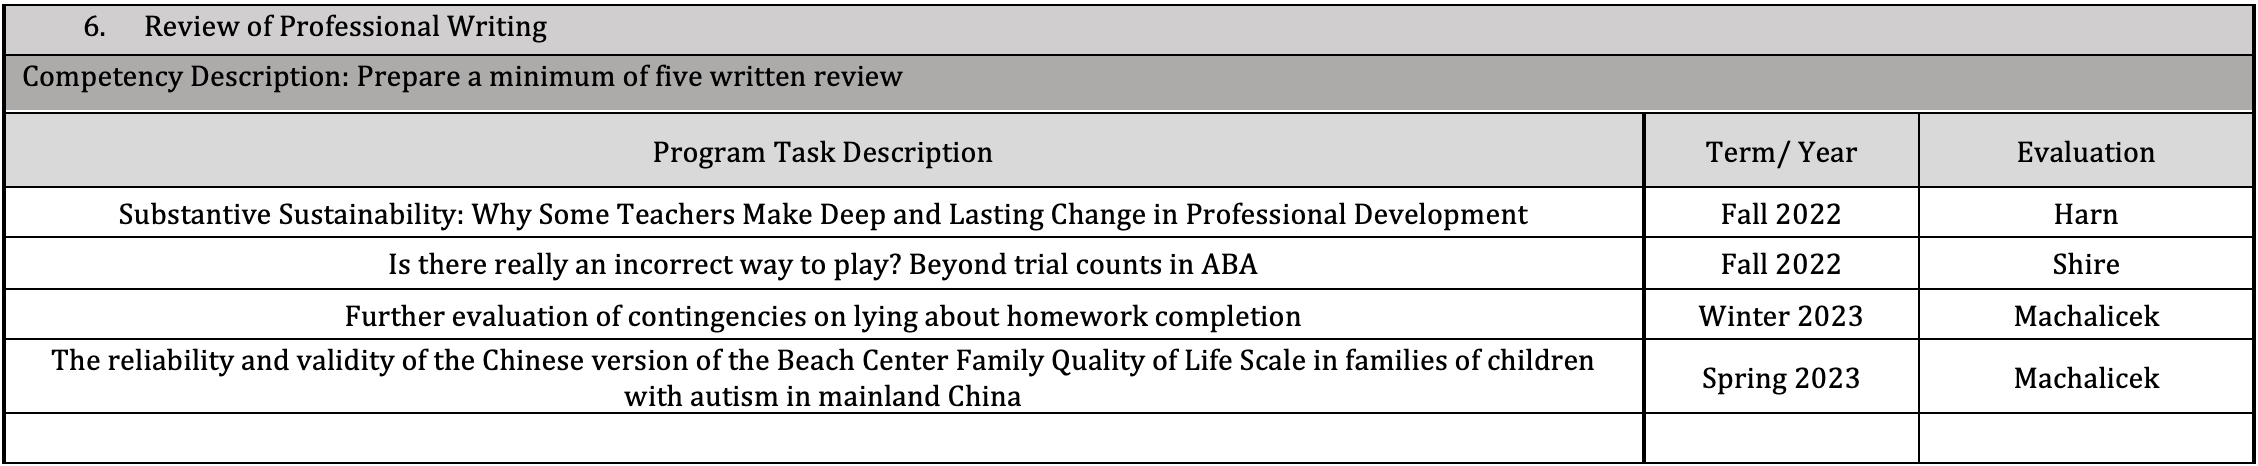 6. Review of Professional Writing
Competency Description: Prepare a minimum of five written review
Program Task Description Term/ Year Evaluation
Substantive Sustainability: Why Some Teachers Make Deep and Lasting Change in Professional Development Fall 2022 Harn
Is there really an incorrect way to play? Beyond trial counts in ABA Fall 2022 Shire
Further evaluation of contingencies on lying about homework completion Winter 2023 Machalicek
The reliability and validity of the Chinese version of the Beach Center Family Quality of Life Scale in families of children
with autism in mainland China Spring 2023 Machalicek